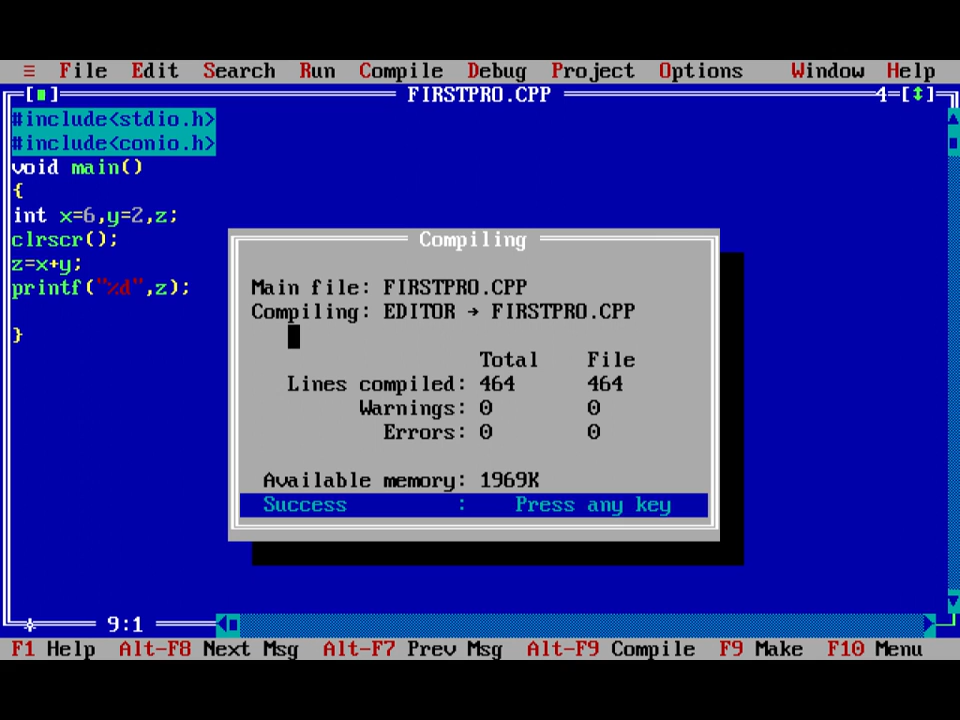 ≡ File Edit Search Run Compile Debug Project Options Window Help
[■] FIRSTPRO.CPP 4=[↕]
#include<stdio.h>
#include<conio.h>
void main()
{
int x=6,y=2,z;
clrscr();
z=x+y;
printf("%d",z);
}
Compiling
Main file: FIRSTPRO.CPP
Compiling: EDITOR → FIRSTPRO.CPP
Total File
Lines compiled: 464 464
Warnings: 0 0
Errors: 0 0
Available memory: 1969K
Success : Press any key
9:1
F1 Help Alt-F8 Next Msg Alt-F7 Prev Msg Alt-F9 Compile F9 Make F10 Menu